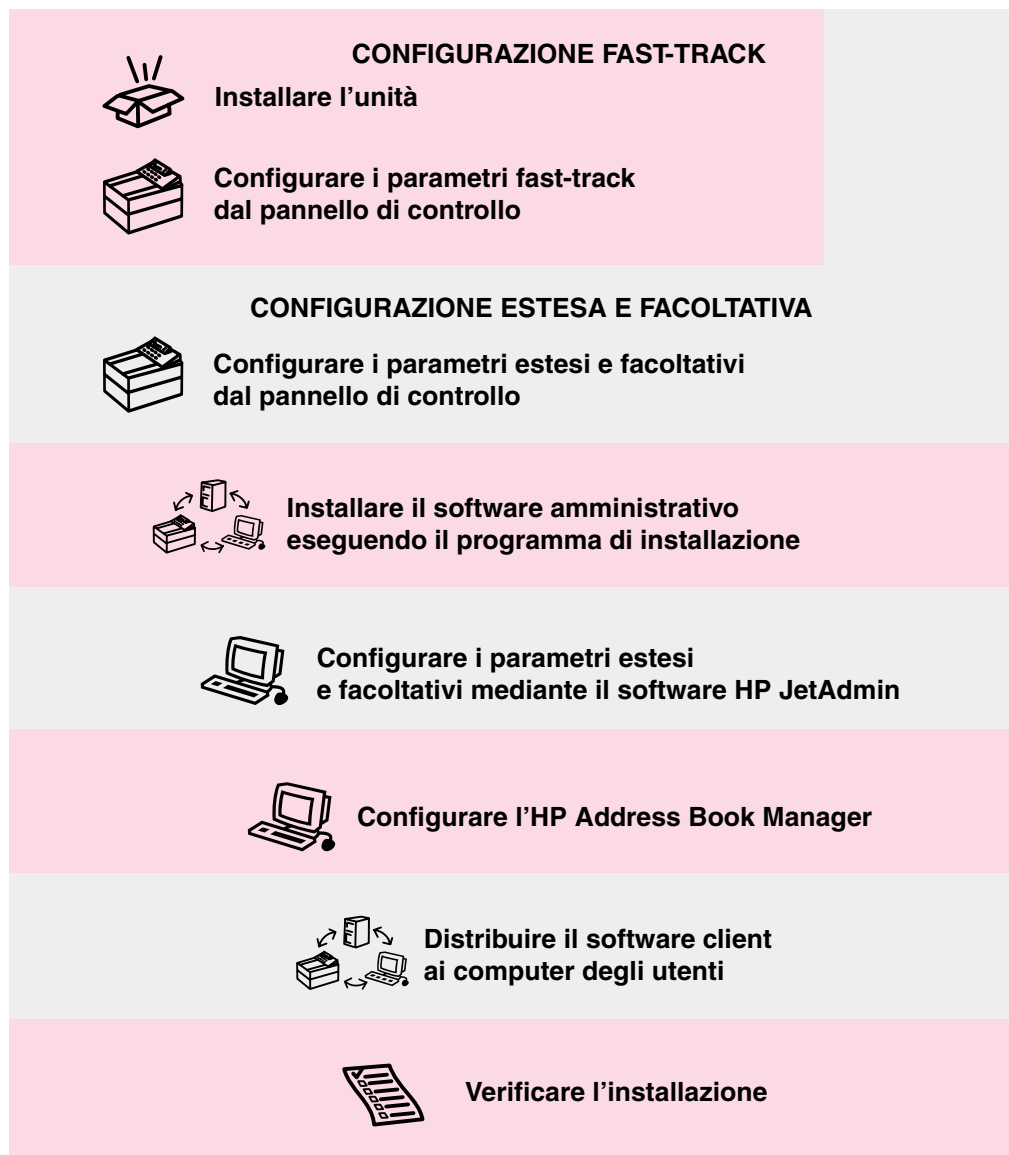 CONFIGURAZIONE FAST-TRACK
Installare l’unità
Configurare i parametri fast-track
dal pannello di controllo
CONFIGURAZIONE ESTESA E FACOLTATIVA
Configurare i parametri estesi e facoltativi
dal pannello di controllo
Installare il software amministrativo
eseguendo il programma di installazione
Configurare i parametri estesi
e facoltativi mediante il software HP JetAdmin
Configurare l’HP Address Book Manager
Distribuire il software client
ai computer degli utenti
Verificare l’installazione